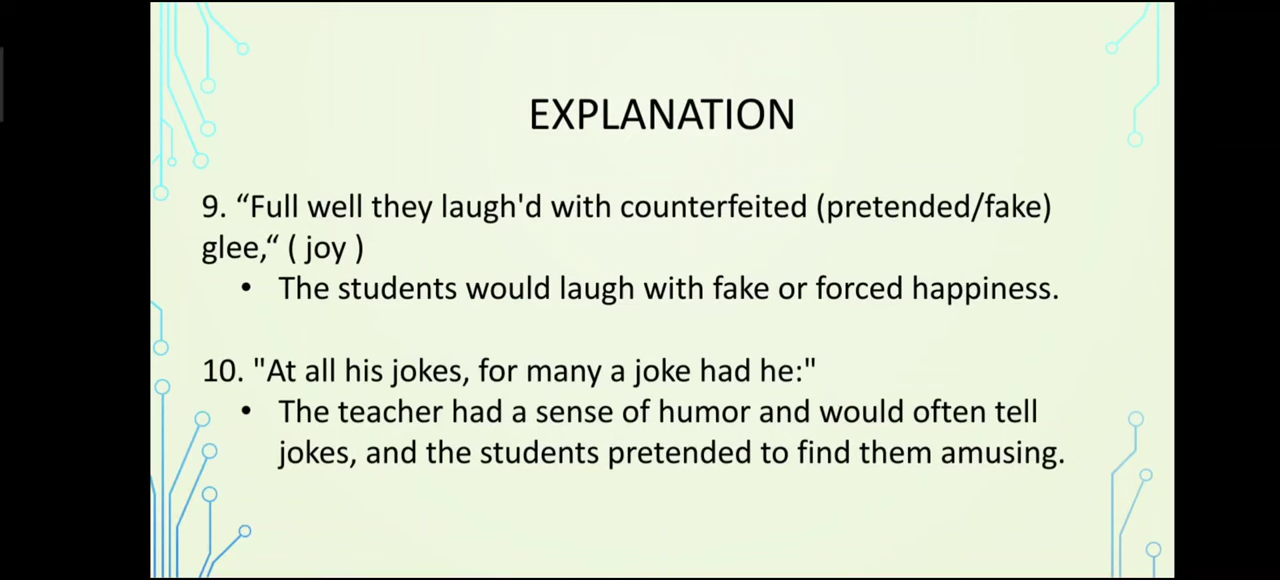 EXPLANATION
9. “Full well they laugh'd with counterfeited (pretended/fake)
glee,“ ( joy )
• The students would laugh with fake or forced happiness.
10. "At all his jokes, for many a joke had he:"
• The teacher had a sense of humor and would often tell
jokes, and the students pretended to find them amusing.